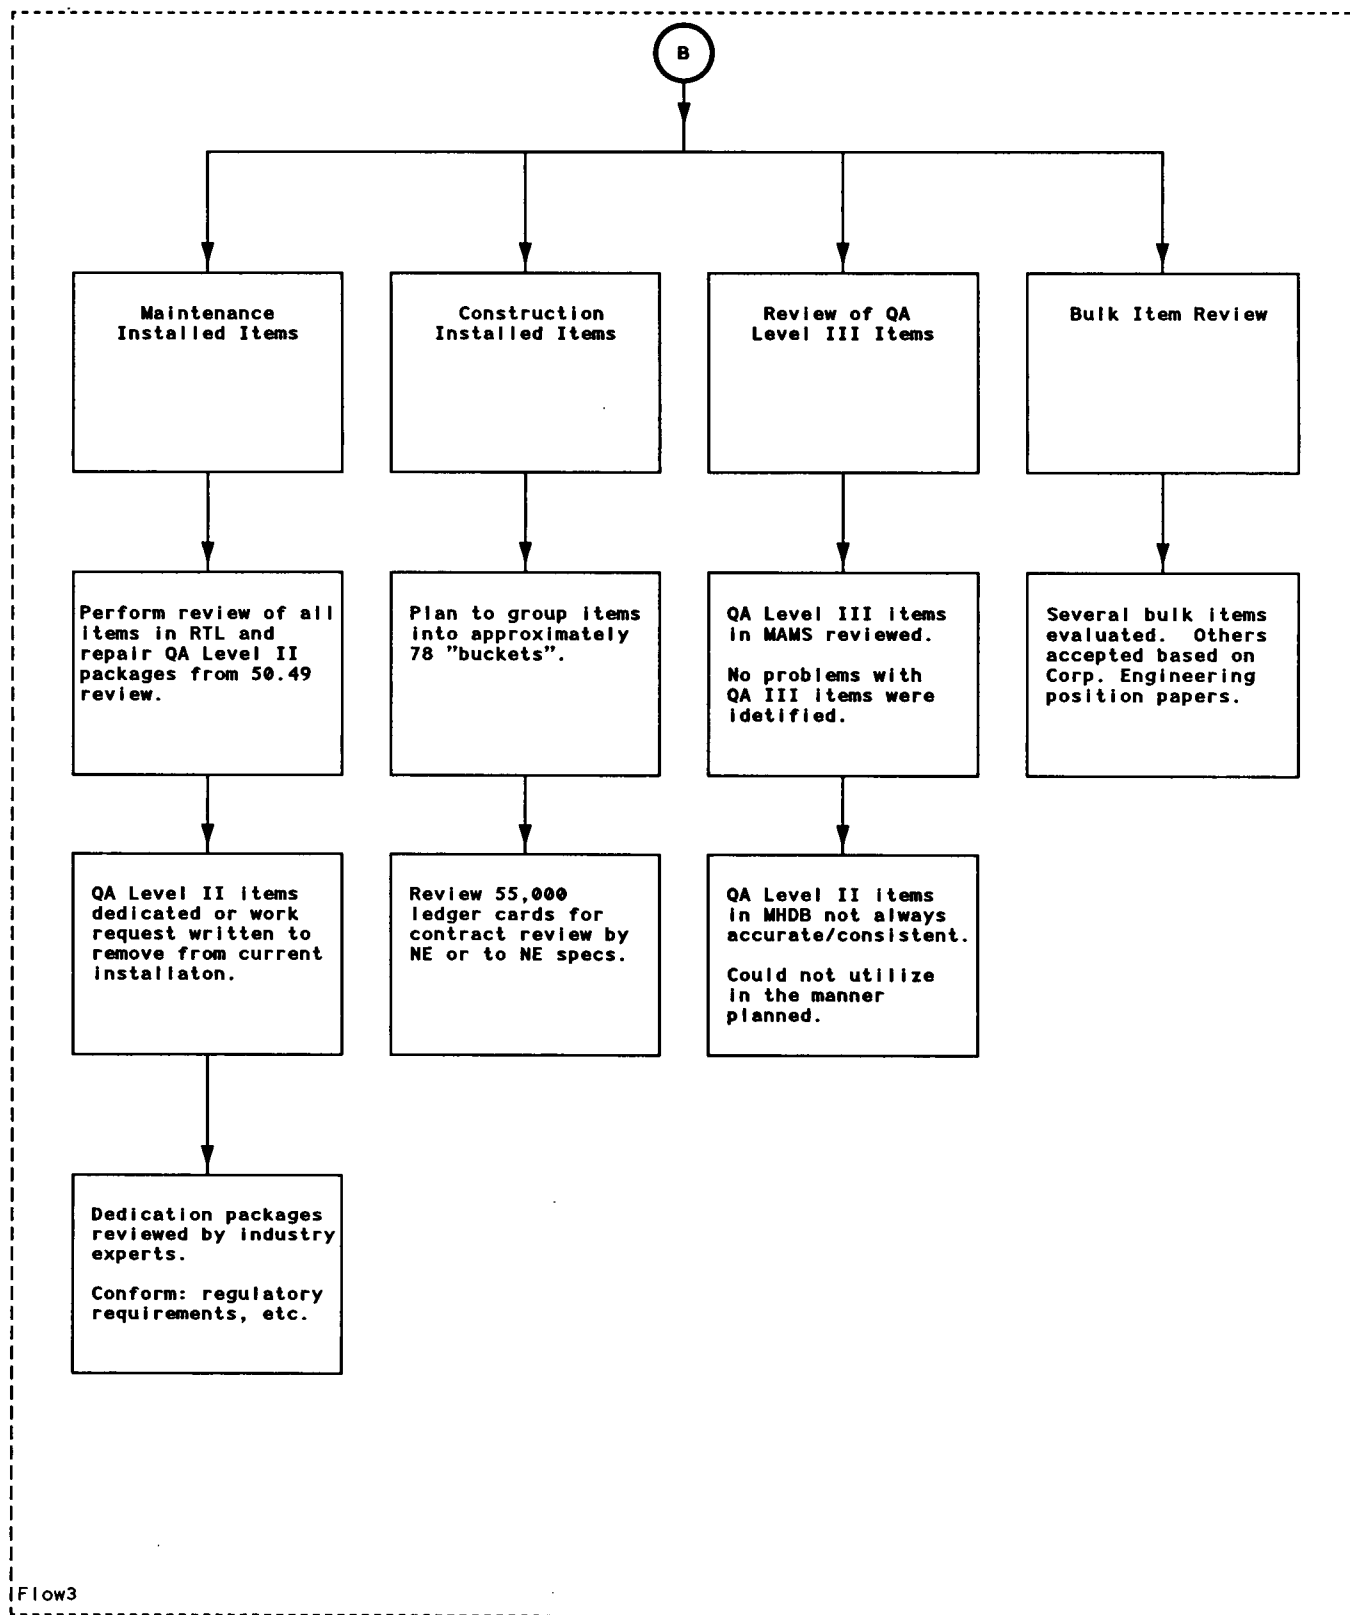 B
Maintenance
Installed Items
Construction
Installed Items
Review of QA
Level III Items
Bulk Item Review
Perform review of all
items in RTL and
repair QA Level II
packages from 50.49
review.
Plan to group items
into approximately
78 "buckets".
QA Level III items
in MAMS reviewed.
No problems with
QA III items were
idetified.
Several bulk items
evaluated. Others
accepted based on
Corp. Engineering
position papers.
QA Level II items
dedicated or work
request written to
remove from current
installaton.
Review 55,000
ledger cards for
contract review by
NE or to NE specs.
QA Level II items
in MHDB not always
accurate/consistent.
Could not utilize
in the manner
planned.
Dedication packages
reviewed by industry
experts.
Conform: regulatory
requirements, etc.
Flow3